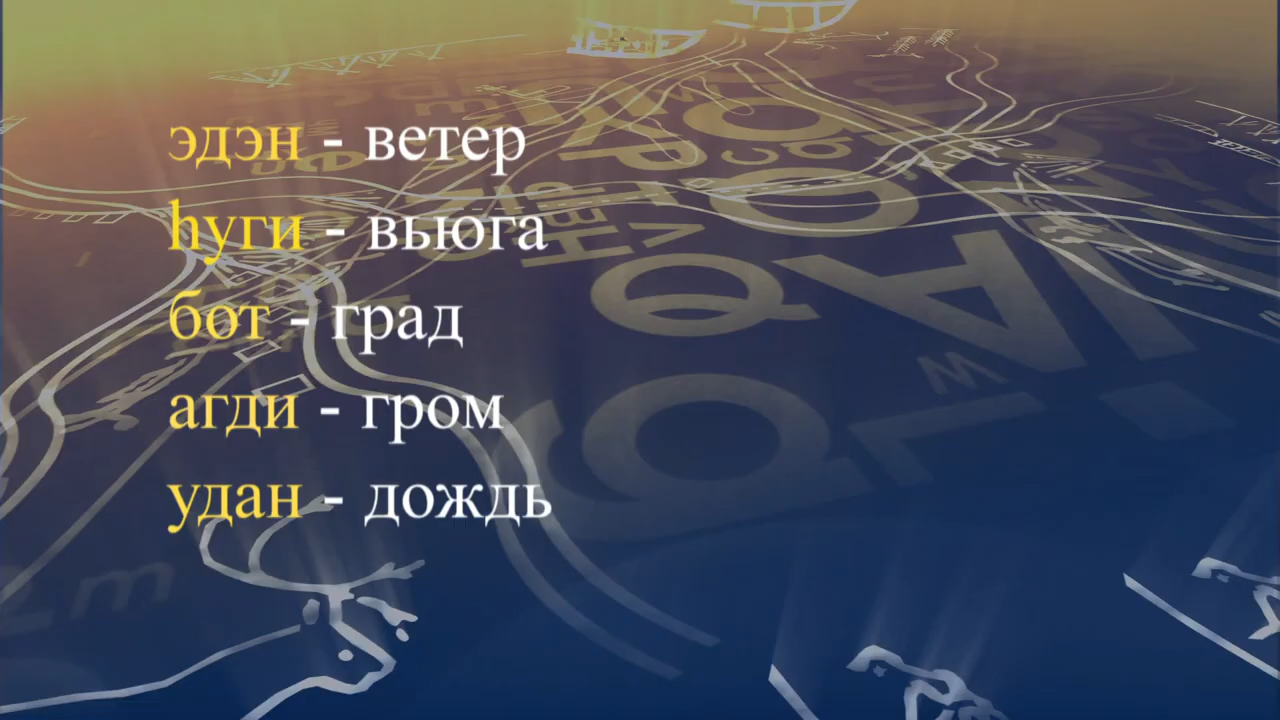 эдэн - ветер
һуги - вьюга
бот - град
агди - гром
удан - дождь